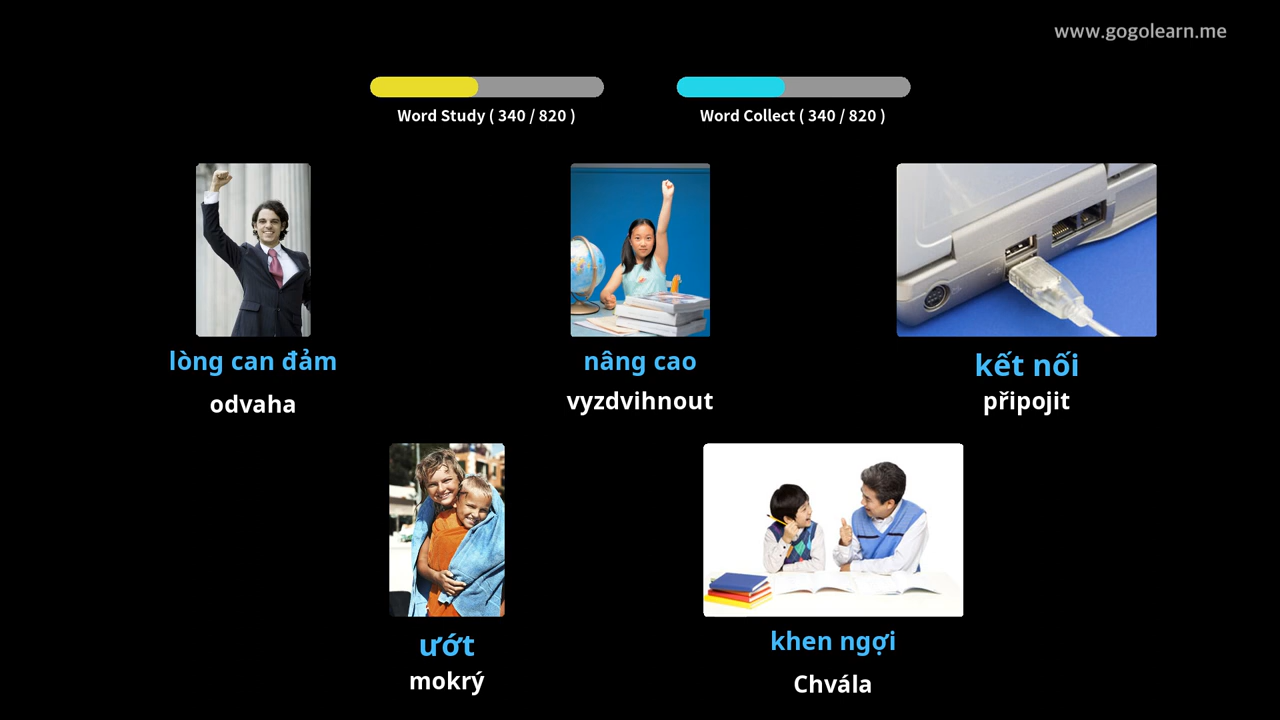 www.gogolearn.me
Word Study ( 340 / 820 )
Word Collect ( 340 / 820 )
lòng can đảm
odvaha
nâng cao
vyzdvihnout
kết nối
připojit
ướt
mokrý
khen ngợi
Chvála